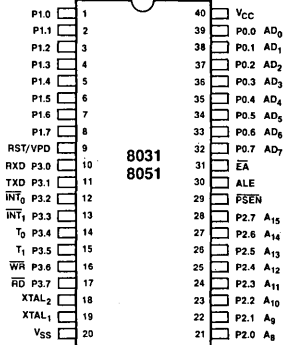 P1.0 1 40 VCC
P1.1 2 39 P0.0 AD0
P1.2 3 38 P0.1 AD1
P1.3 4 37 P0.2 AD2
P1.4 5 36 P0.3 AD3
P1.5 6 35 P0.4 AD4
P1.6 7 34 P0.5 AD5
P1.7 8 33 P0.6 AD6
RST/VPD 9 32 P0.7 AD7
8031
8051
RXD P3.0 10 31 E̅A̅
TXD P3.1 11 30 ALE
I̅N̅T̅0 P3.2 12 29 P̅S̅E̅N̅
I̅N̅T̅1 P3.3 13 28 P2.7 A15
T0 P3.4 14 27 P2.6 A14
T1 P3.5 15 26 P2.5 A13
W̅R̅ P3.6 16 25 P2.4 A12
R̅D̅ P3.7 17 24 P2.3 A11
XTAL2 18 23 P2.2 A10
XTAL1 19 22 P2.1 A9
VSS 20 21 P2.0 A8